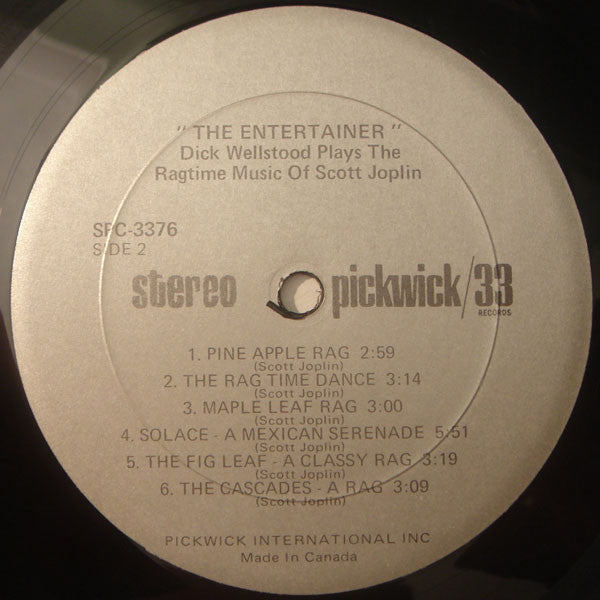 " THE ENTERTAINER "
Dick Wellstood Plays The
Ragtime Music Of Scott Joplin
SPC-3376
SIDE 2
stereo pickwick/33
RECORDS
1. PINE APPLE RAG 2:59
(Scott Joplin)
2. THE RAG TIME DANCE 3:14
(Scott Joplin)
3. MAPLE LEAF RAG 3:00
(Scott Joplin)
4. SOLACE - A MEXICAN SERENADE 5:51
(Scott Joplin)
5. THE FIG LEAF - A CLASSY RAG 3:19
(Scott Joplin)
6. THE CASCADES - A RAG 3:09
(Scott Joplin)
PICKWICK INTERNATIONAL INC
Made In Canada